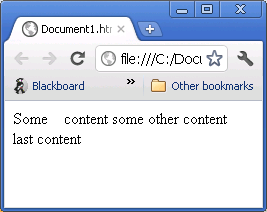 Document1.htm
file:///C:/Docu
Blackboard » Other bookmarks
Some    content some other content
last content